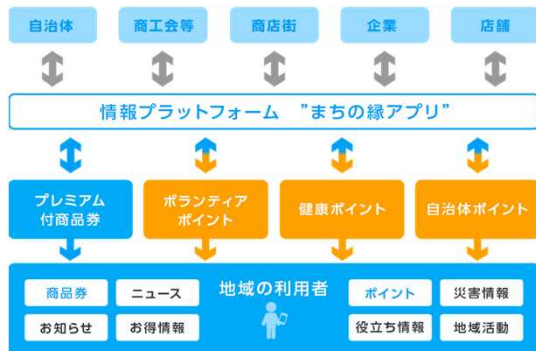 自治体 商工会等 商店街 企業 店舗
情報プラットフォーム ”まちの縁アプリ”
プレミアム
付商品券
ボランティア
ポイント
健康ポイント
自治体ポイント
地域の利用者
商品券 ニュース
お知らせ お得情報
ポイント 災害情報
役立ち情報 地域活動